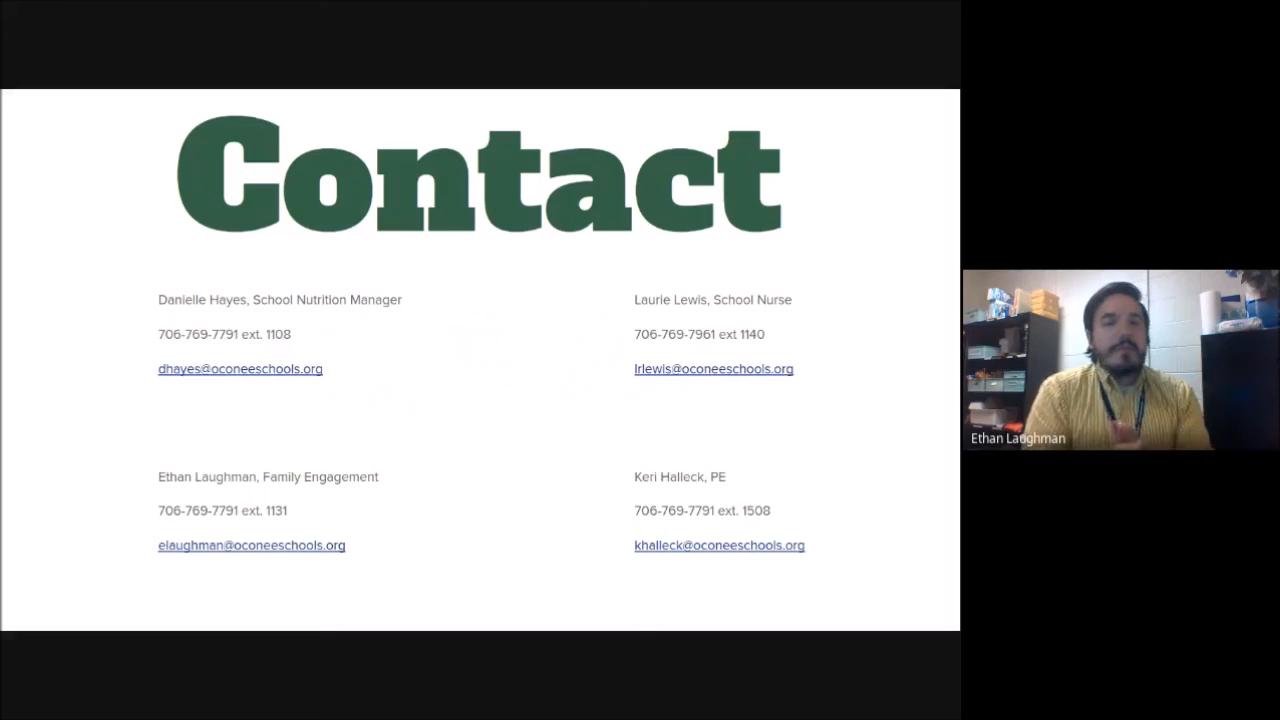 Contact
Danielle Hayes, School Nutrition Manager
706-769-7791 ext. 1108
dhayes@oconeeschools.org
Laurie Lewis, School Nurse
706-769-7961 ext 1140
lrlewis@oconeeschools.org
Ethan Laughman, Family Engagement
706-769-7791 ext. 1131
elaughman@oconeeschools.org
Keri Halleck, PE
706-769-7791 ext. 1508
khalleck@oconeeschools.org
Ethan Laughman